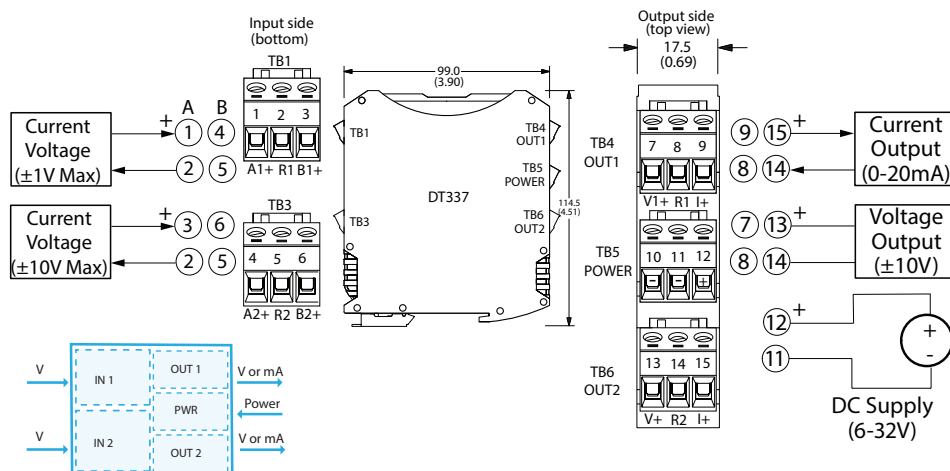 Input side
(bottom)
TB1
A B
+ 1 4
2 5
Current
Voltage
(±1V Max)
1 2 3
A1+ R1 B1+
+ 3 6
2 5
Current
Voltage
(±10V Max)
TB3
4 5 6
A2+ R2 B2+
99.0
(3.90)
TB1
TB3
DT337
TB4
OUT1
TB5
POWER
TB6
OUT2
114.5
(4.51)
Output side
(top view)
17.5
(0.69)
TB4
OUT1
7 8 9
V1+ R1 I+
TB5
POWER
10 11 12
- - +
TB6
OUT2
13 14 15
V+ R2 I+
9 15 +
8 14
Current
Output
(0-20mA)
7 13 +
8 14
Voltage
Output
(±10V)
12 +
11
+
-
DC Supply
(6-32V)
V
IN 1
OUT 1
V or mA
PWR
Power
V
IN 2
OUT 2
V or mA